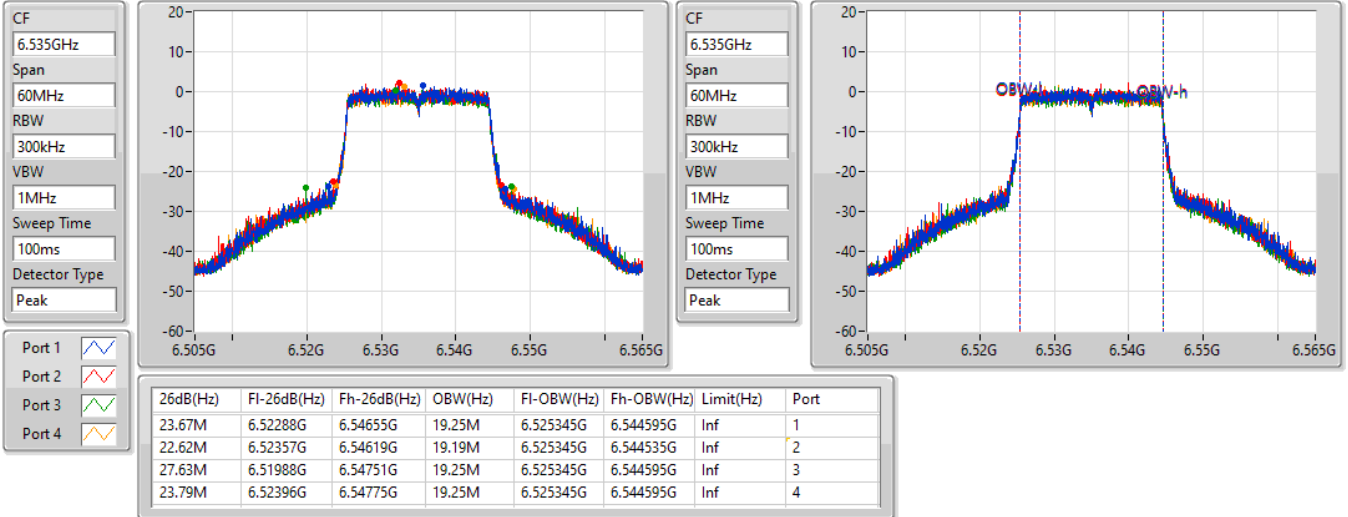 CF
6.535GHz
Span
60MHz
RBW
300kHz
VBW
1MHz
Sweep Time
100ms
Detector Type
Peak
20
10
0
-10
-20
-30
-40
-50
-60
6.505G 6.52G 6.53G 6.54G 6.55G 6.565G
CF
6.535GHz
Span
60MHz
RBW
300kHz
VBW
1MHz
Sweep Time
100ms
Detector Type
Peak
20
10
0
-10
-20
-30
-40
-50
-60
OBW-h
6.505G 6.52G 6.53G 6.54G 6.55G 6.565G
Port 1
Port 2
Port 3
Port 4
26dB(Hz) Fl-26dB(Hz) Fh-26dB(Hz) OBW(Hz) Fl-OBW(Hz) Fh-OBW(Hz) Limit(Hz) Port
23.67M 6.52288G 6.54655G 19.25M 6.525345G 6.544595G Inf 1
22.62M 6.52357G 6.54619G 19.19M 6.525345G 6.544535G Inf 2
27.63M 6.51988G 6.54751G 19.25M 6.525345G 6.544595G Inf 3
23.79M 6.52396G 6.54775G 19.25M 6.525345G 6.544595G Inf 4